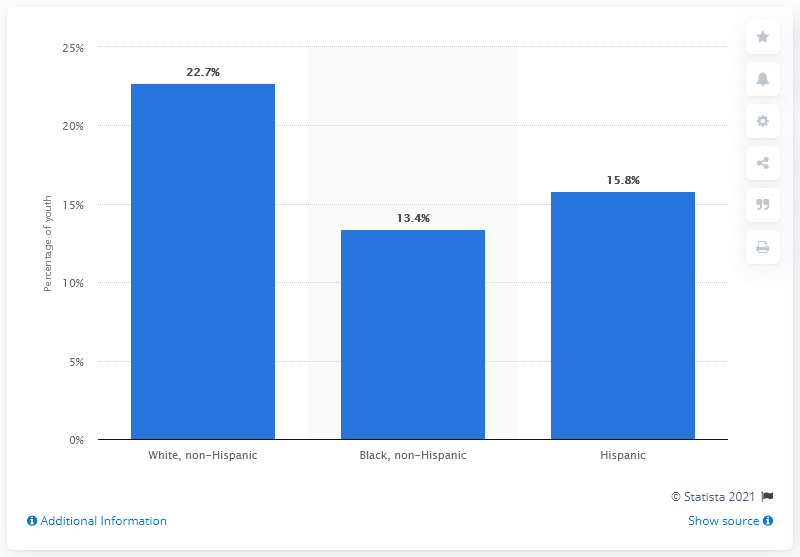 25%
22.7%
20%
15.8%
15%
13.4%
10%
5%
0%
Percentage of youth
White, non-Hispanic
Black, non-Hispanic
Hispanic
© Statista 2021
Additional Information
Show source